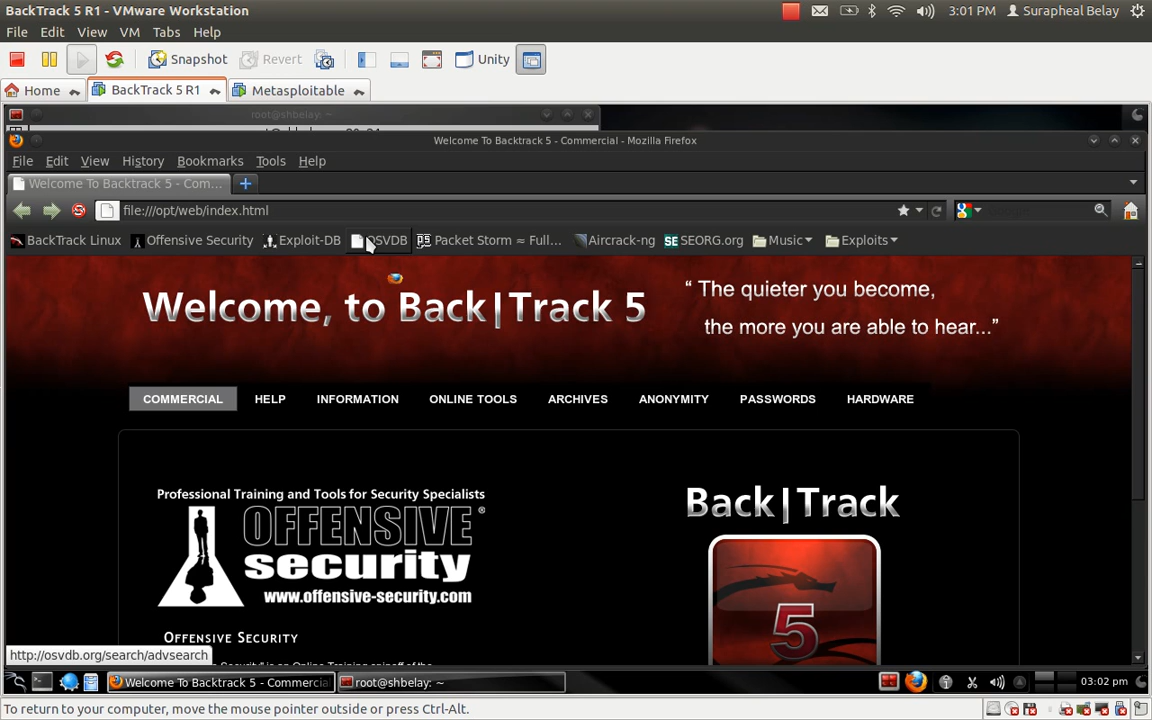 BackTrack 5 R1 - VMware Workstation
3:01 PM
Surapheal Belay
File Edit View VM Tabs Help
Snapshot
Revert
Unity
Home
BackTrack 5 R1
Metasploitable
root@shbelay: ~
Welcome To Backtrack 5 - Commercial - Mozilla Firefox
File Edit View History Bookmarks Tools Help
Welcome To Backtrack 5 - Com...
file:///opt/web/index.html
BackTrack Linux
Offensive Security
Exploit-DB
OSVDB
Packet Storm ≈ Full...
Aircrack-ng
SEORG.org
Music
Exploits
Welcome, to Back|Track 5
“ The quieter you become,
the more you are able to hear...”
COMMERCIAL HELP INFORMATION ONLINE TOOLS ARCHIVES ANONYMITY PASSWORDS HARDWARE
Professional Training and Tools for Security Specialists
OFFENSIVE®
security
www.offensive-security.com
Back|Track
5
OFFENSIVE SECURITY
http://osvdb.org/search/advsearch
Welcome To Backtrack 5 - Commercial
root@shbelay: ~
03:02 pm
To return to your computer, move the mouse pointer outside or press Ctrl-Alt.